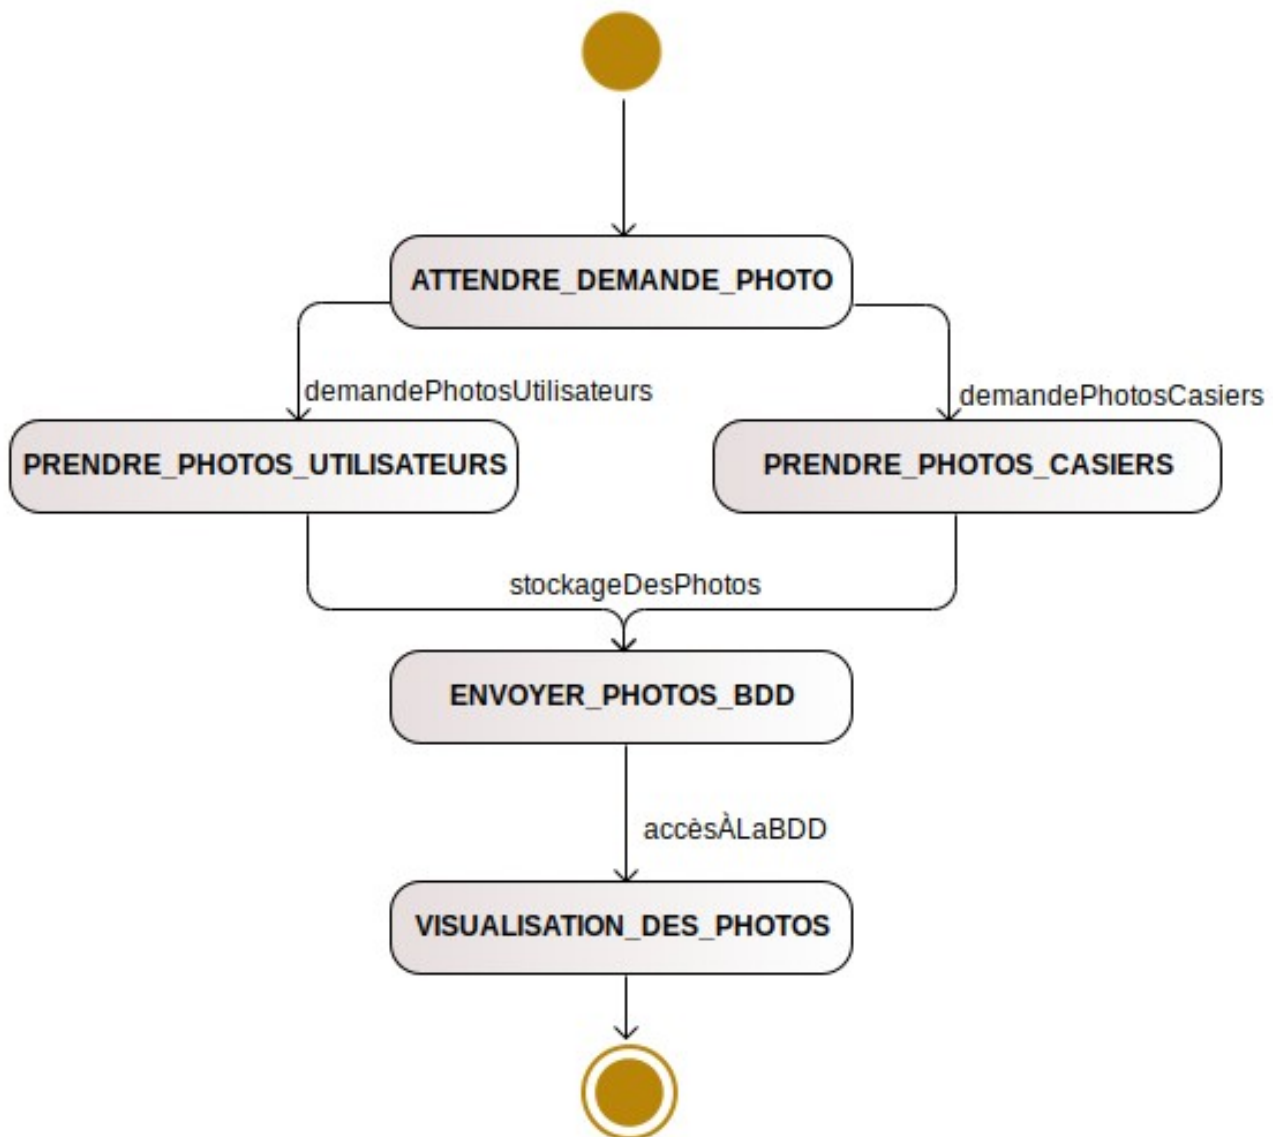 ATTENDRE_DEMANDE_PHOTO
demandePhotosUtilisateurs
demandePhotosCasiers
PRENDRE_PHOTOS_UTILISATEURS
PRENDRE_PHOTOS_CASIERS
stockageDesPhotos
ENVOYER_PHOTOS_BDD
accèsÀLaBDD
VISUALISATION_DES_PHOTOS